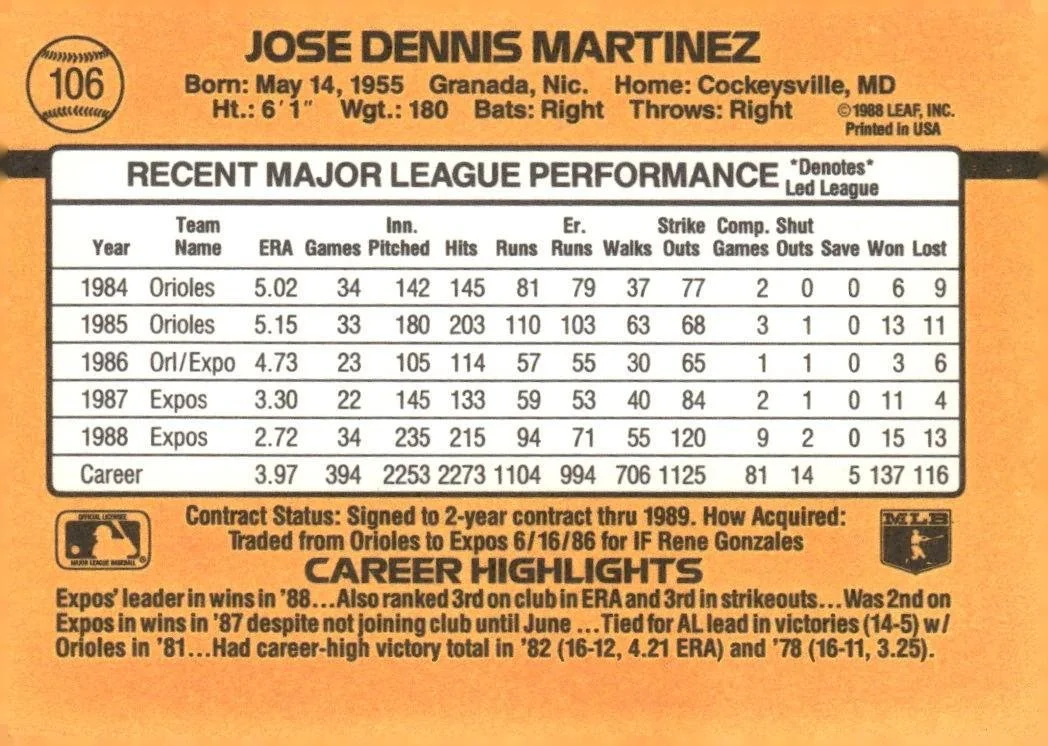 106
JOSE DENNIS MARTINEZ
Born: May 14, 1955 Granada, Nic. Home: Cockeysville, MD
Ht.: 6' 1" Wgt.: 180 Bats: Right Throws: Right
©1988 LEAF, INC.
Printed in USA
RECENT MAJOR LEAGUE PERFORMANCE *Denotes* Led League
Year Team Name ERA Games Inn. Pitched Hits Runs Er. Runs Walks Strike Outs Comp. Games Shut Outs Save Won Lost
1984 Orioles 5.02 34 142 145 81 79 37 77 2 0 0 6 9
1985 Orioles 5.15 33 180 203 110 103 63 68 3 1 0 13 11
1986 Orl/Expo 4.73 23 105 114 57 55 30 65 1 1 0 3 6
1987 Expos 3.30 22 145 133 59 53 40 84 2 1 0 11 4
1988 Expos 2.72 34 235 215 94 71 55 120 9 2 0 15 13
Career 3.97 394 2253 2273 1104 994 706 1125 81 14 5 137 116
OFFICIAL LICENSEE
MAJOR LEAGUE BASEBALL
Contract Status: Signed to 2-year contract thru 1989. How Acquired:
Traded from Orioles to Expos 6/16/86 for IF Rene Gonzales
MLB
CAREER HIGHLIGHTS
Expos' leader in wins in '88...Also ranked 3rd on club in ERA and 3rd in strikeouts...Was 2nd on
Expos in wins in '87 despite not joining club until June ...Tied for AL lead in victories (14-5) w/
Orioles in '81...Had career-high victory total in '82 (16-12, 4.21 ERA) and '78 (16-11, 3.25).